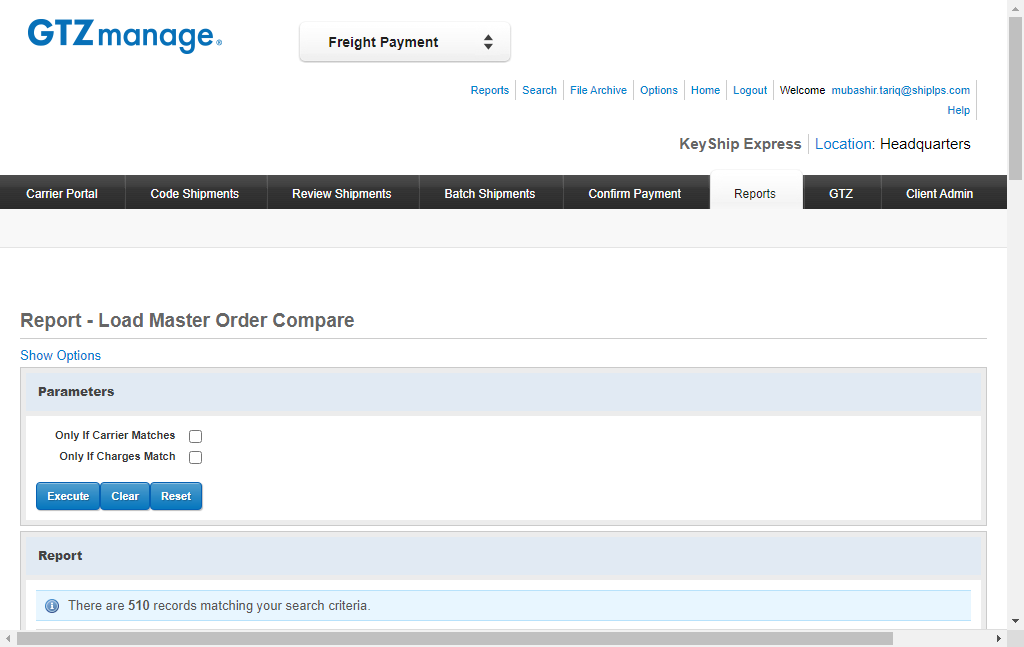 GTZmanage®
Freight Payment
Reports Search File Archive Options Home Logout Welcome mubashir.tariq@shiplps.com
Help
KeyShip Express Location: Headquarters
Carrier Portal Code Shipments Review Shipments Batch Shipments Confirm Payment Reports GTZ Client Admin
Report - Load Master Order Compare
Show Options
Parameters
Only If Carrier Matches
Only If Charges Match
Execute Clear Reset
Report
There are 510 records matching your search criteria.